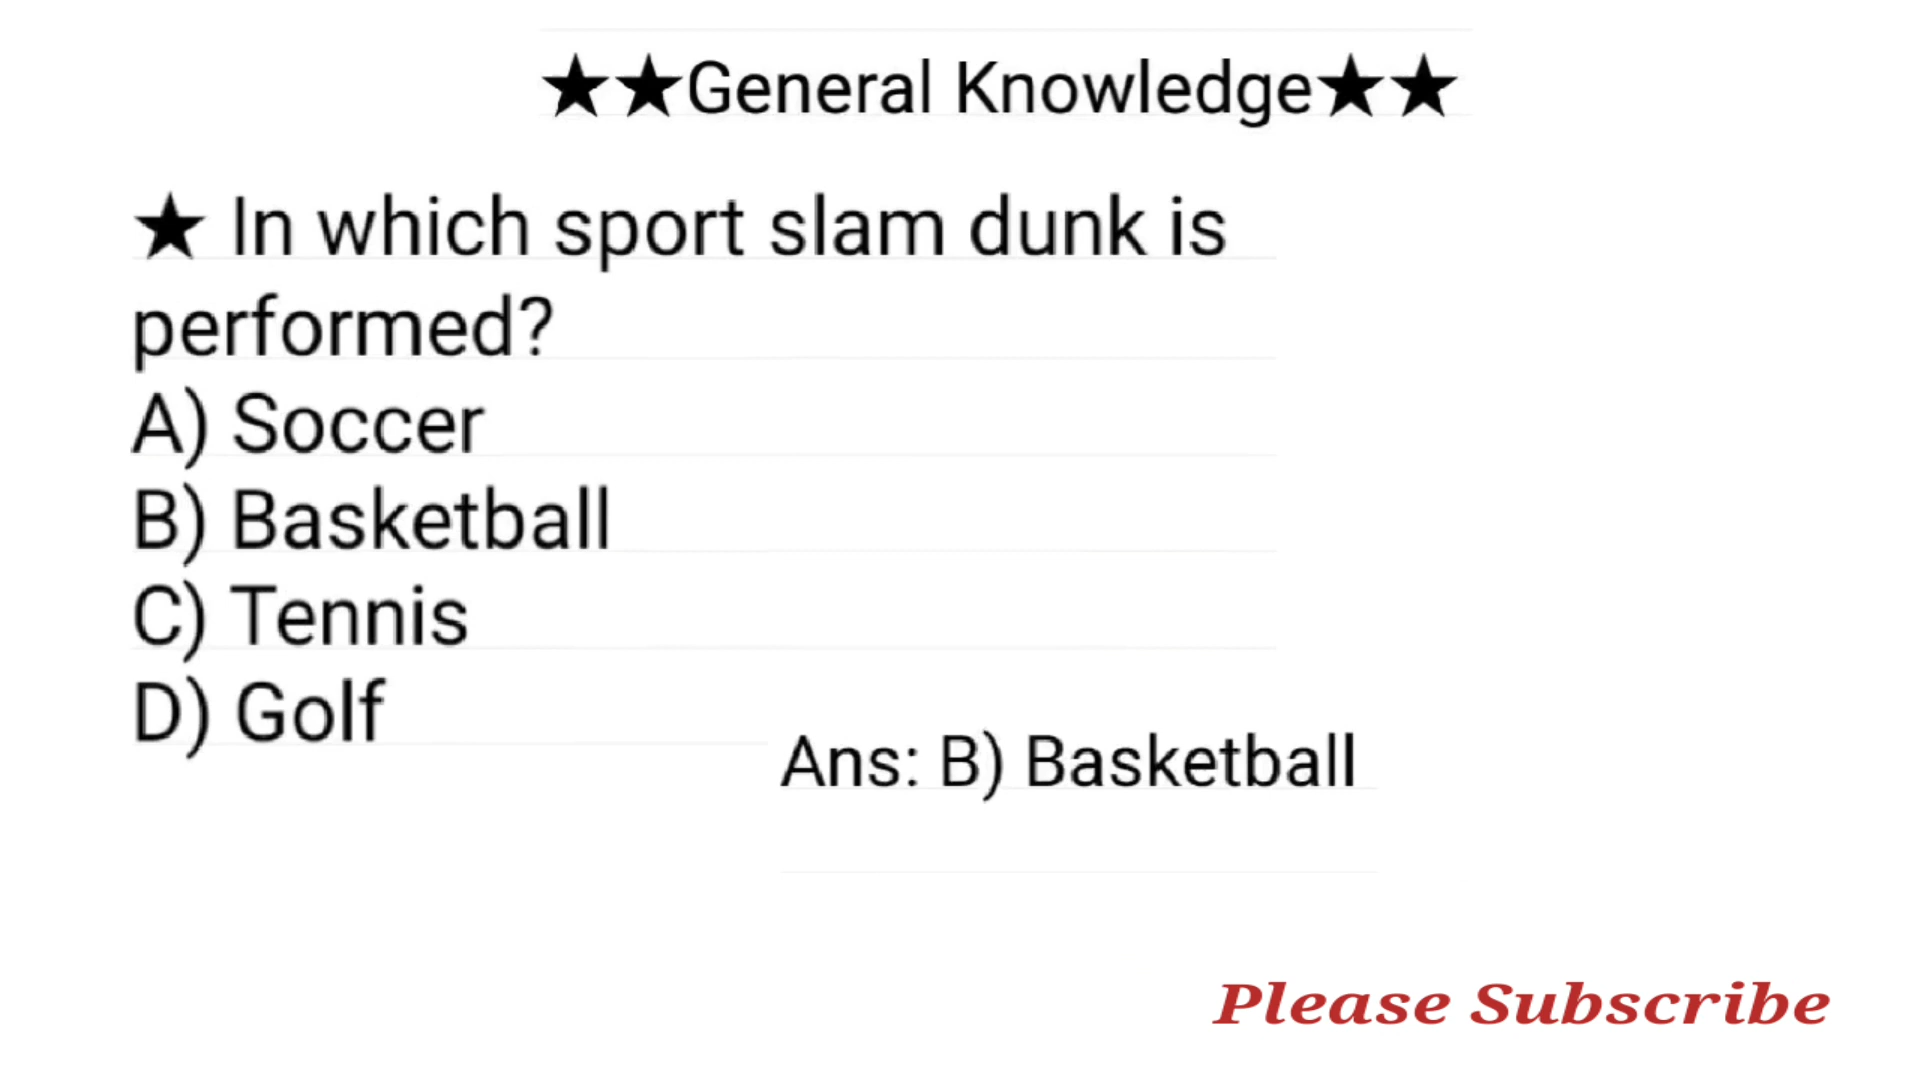 ★★General Knowledge★★
★ In which sport slam dunk is
performed?
A) Soccer
B) Basketball
C) Tennis
D) Golf
Ans: B) Basketball
Please Subscribe